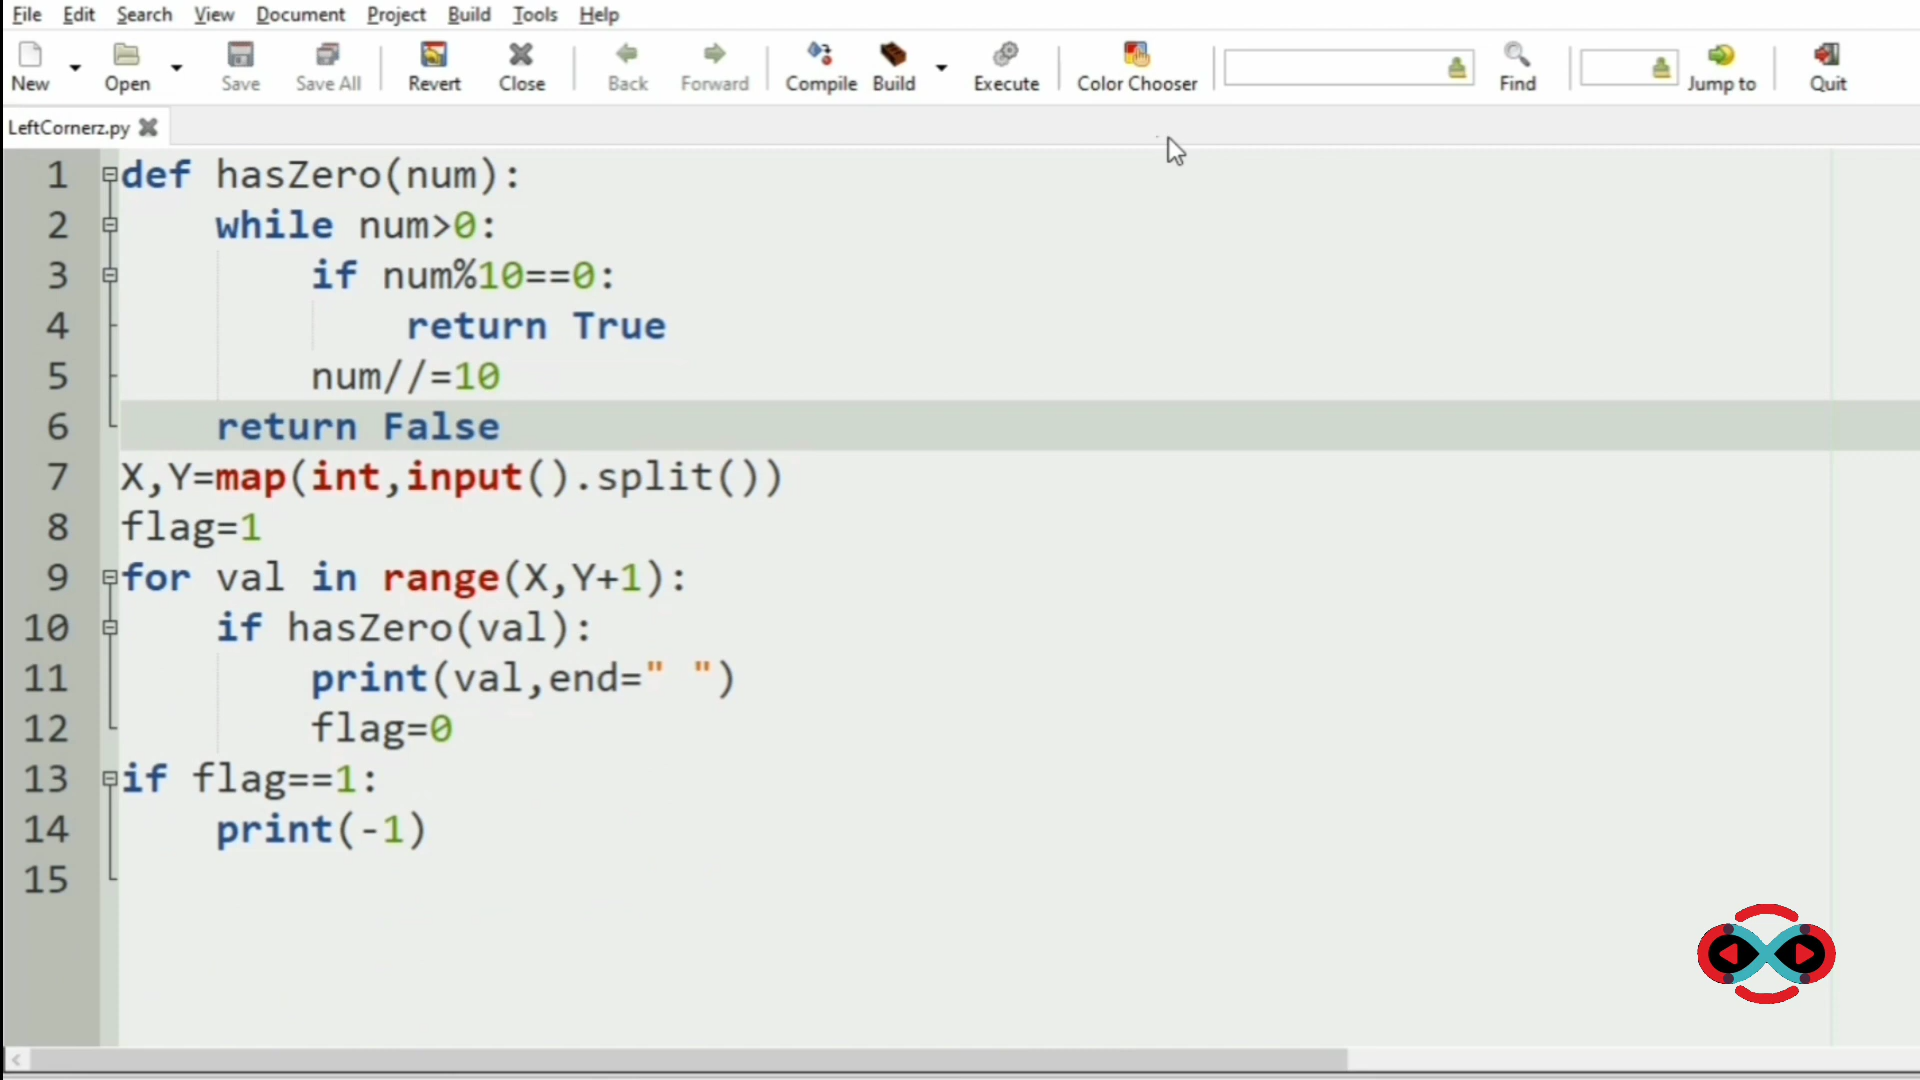 File Edit Search View Document Project Build Tools Help
New Open Save Save All Revert Close Back Forward Compile Build Execute Color Chooser Find Jump to Quit
LeftCornerz.py
1 def hasZero(num):
2     while num>0:
3         if num%10==0:
4             return True
5         num//=10
6     return False
7 X,Y=map(int,input().split())
8 flag=1
9 for val in range(X,Y+1):
10     if hasZero(val):
11         print(val,end=" ")
12         flag=0
13 if flag==1:
14     print(-1)
15